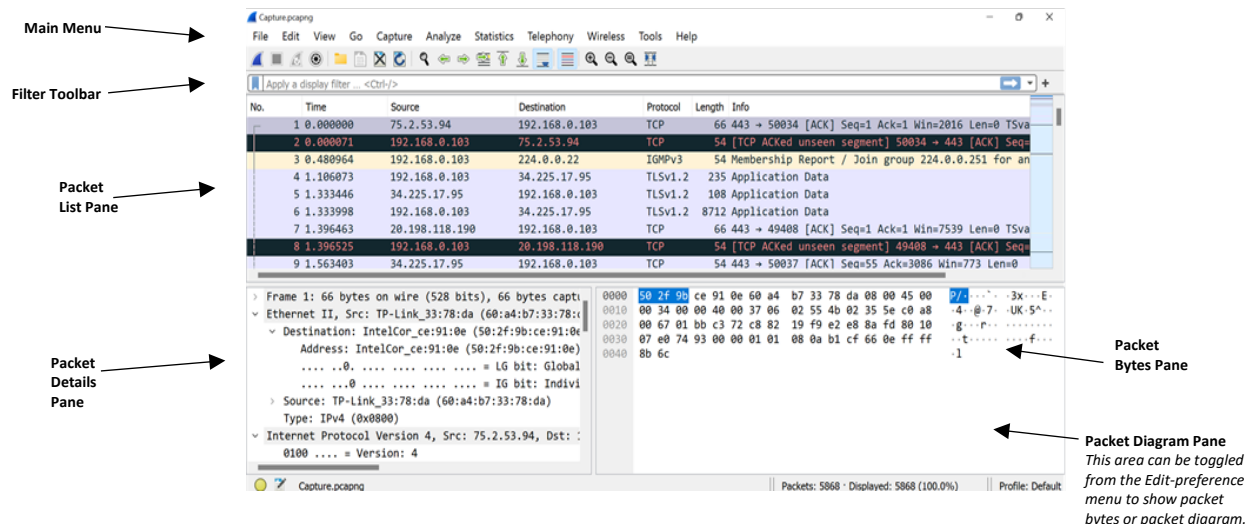 Capture.pcapng
Main Menu
File Edit View Go Capture Analyze Statistics Telephony Wireless Tools Help
Filter Toolbar
Apply a display filter ... <Ctrl-/>
No. Time Source Destination Protocol Length Info
1 0.000000 75.2.53.94 192.168.0.103 TCP 66 443 → 50034 [ACK] Seq=1 Ack=1 Win=2016 Len=0 TSva
2 0.000071 192.168.0.103 75.2.53.94 TCP 54 [TCP ACKed unseen segment] 50034 → 443 [ACK] Seq=
3 0.480964 192.168.0.103 224.0.0.22 IGMPv3 54 Membership Report / Join group 224.0.0.251 for an
4 1.106073 192.168.0.103 34.225.17.95 TLSv1.2 235 Application Data
5 1.333446 34.225.17.95 192.168.0.103 TLSv1.2 108 Application Data
6 1.333998 192.168.0.103 34.225.17.95 TLSv1.2 8712 Application Data
7 1.396463 20.198.118.190 192.168.0.103 TCP 66 443 → 49408 [ACK] Seq=1 Ack=1 Win=7539 Len=0 TSva
8 1.396525 192.168.0.103 20.198.118.190 TCP 54 [TCP ACKed unseen segment] 49408 → 443 [ACK] Seq=
9 1.563403 34.225.17.95 192.168.0.103 TCP 54 443 → 50037 [ACK] Seq=55 Ack=3086 Win=773 Len=0
Packet
List Pane
Frame 1: 66 bytes on wire (528 bits), 66 bytes captu
Ethernet II, Src: TP-Link_33:78:da (60:a4:b7:33:78:
Destination: IntelCor_ce:91:0e (50:2f:9b:ce:91:0e
Address: IntelCor_ce:91:0e (50:2f:9b:ce:91:0e)
.... ..0. .... .... .... .... = LG bit: Global
.... ...0 .... .... .... .... = IG bit: Indivi
Source: TP-Link_33:78:da (60:a4:b7:33:78:da)
Type: IPv4 (0x0800)
Internet Protocol Version 4, Src: 75.2.53.94, Dst:
0100 .... = Version: 4
Packet
Details
Pane
0000 50 2f 9b ce 91 0e 60 a4 b7 33 78 da 08 00 45 00 P/····`· ·3x···E·
0010 00 34 00 00 40 00 37 06 02 55 4b 02 35 5e c0 a8 ·4··@·7· ·UK·5^··
0020 00 67 01 bb c3 72 c8 82 19 f9 e2 e8 8a fd 80 10 ·g···r·· ········
0030 07 e0 74 93 00 00 01 01 08 0a b1 cf 66 0e ff ff ··t····· ····f···
0040 8b 6c ·l
Packet
Bytes Pane
Packet Diagram Pane
This area can be toggled
from the Edit-preference
menu to show packet
bytes or packet diagram.
Capture.pcapng
Packets: 5868 · Displayed: 5868 (100.0%)
Profile: Default